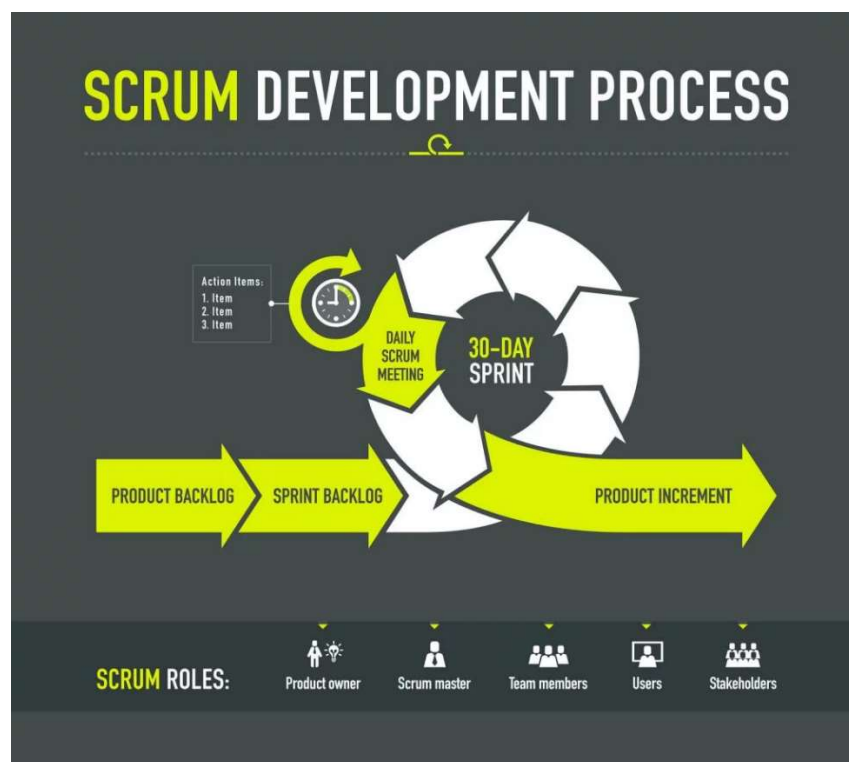 SCRUM DEVELOPMENT PROCESS
Action Items:
1. Item
2. Item
3. Item
DAILY
SCRUM
MEETING
30-DAY
SPRINT
PRODUCT BACKLOG
SPRINT BACKLOG
PRODUCT INCREMENT
SCRUM ROLES:
Product owner
Scrum master
Team members
Users
Stakeholders